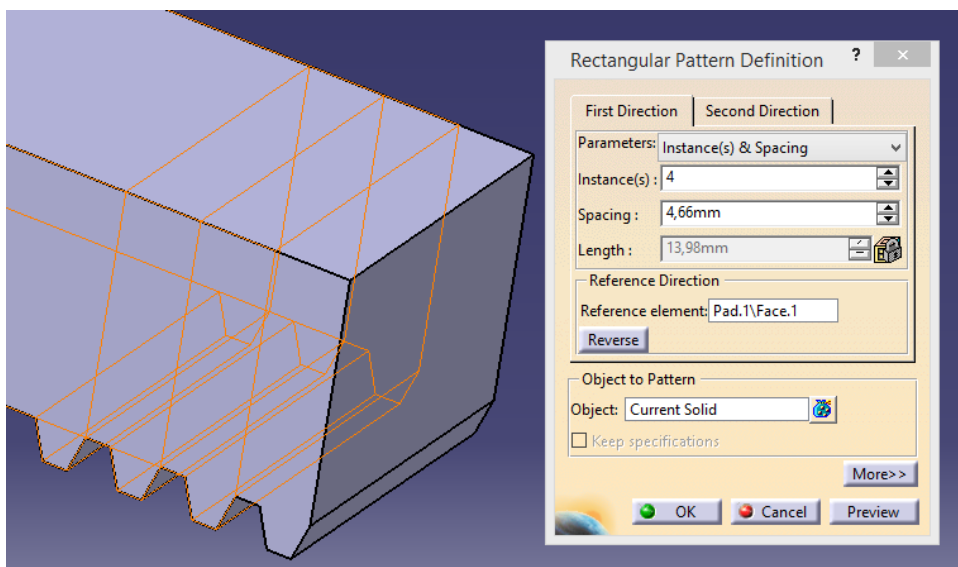 Rectangular Pattern Definition ? ×
First Direction Second Direction
Parameters: Instance(s) & Spacing
Instance(s) : 4
Spacing : 4,66mm
Length : 13,98mm
Reference Direction
Reference element: Pad.1\Face.1
Reverse
Object to Pattern
Object: Current Solid
Keep specifications
More>>
OK Cancel Preview